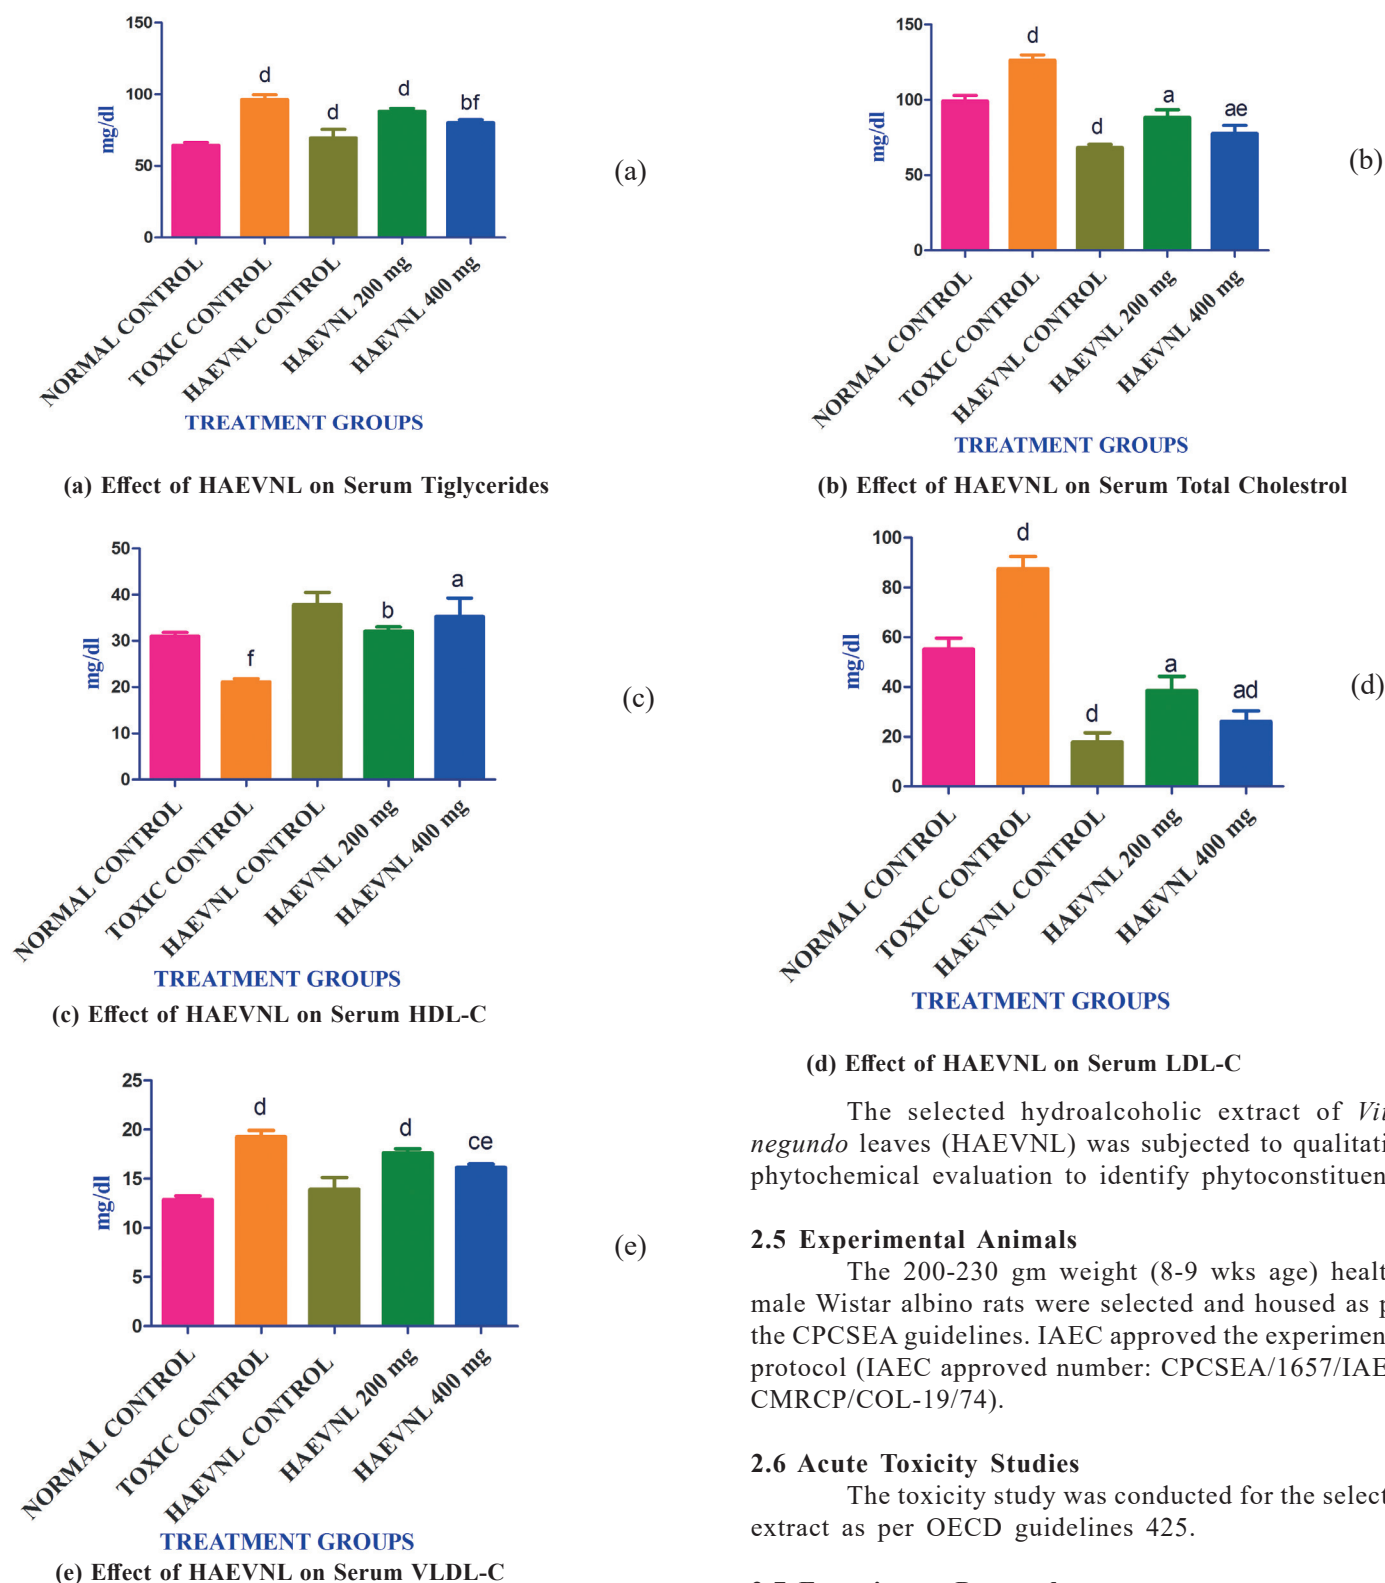 150
100
50
0
mg/dl
d
d
d
bf
NORMAL CONTROL
TOXIC CONTROL
HAEVNL CONTROL
HAEVNL 200 mg
HAEVNL 400 mg
TREATMENT GROUPS
(a)
(a) Effect of HAEVNL on Serum Tiglycerides
150
100
50
0
mg/dl
d
d
a
ae
NORMAL CONTROL
TOXIC CONTROL
HAEVNL CONTROL
HAEVNL 200 mg
HAEVNL 400 mg
TREATMENT GROUPS
(b)
(b) Effect of HAEVNL on Serum Total Cholestrol
50
40
30
20
10
0
mg/dl
f
b
a
NORMAL CONTROL
TOXIC CONTROL
HAEVNL CONTROL
HAEVNL 200 mg
HAEVNL 400 mg
TREATMENT GROUPS
(c)
(c) Effect of HAEVNL on Serum HDL-C
100
80
60
40
20
0
mg/dl
d
d
a
ad
NORMAL CONTROL
TOXIC CONTROL
HAEVNL CONTROL
HAEVNL 200 mg
HAEVNL 400 mg
TREATMENT GROUPS
(d)
(d) Effect of HAEVNL on Serum LDL-C
25
20
15
10
5
0
mg/dl
d
d
ce
NORMAL CONTROL
TOXIC CONTROL
HAEVNL CONTROL
HAEVNL 200 mg
HAEVNL 400 mg
TREATMENT GROUPS
(e)
(e) Effect of HAEVNL on Serum VLDL-C
The selected hydroalcoholic extract of Vit
negundo leaves (HAEVNL) was subjected to qualitati
phytochemical evaluation to identify phytoconstituen
2.5 Experimental Animals
The 200-230 gm weight (8-9 wks age) healt
male Wistar albino rats were selected and housed as p
the CPCSEA guidelines. IAEC approved the experimen
protocol (IAEC approved number: CPCSEA/1657/IAE
CMRCP/COL-19/74).
2.6 Acute Toxicity Studies
The toxicity study was conducted for the select
extract as per OECD guidelines 425.